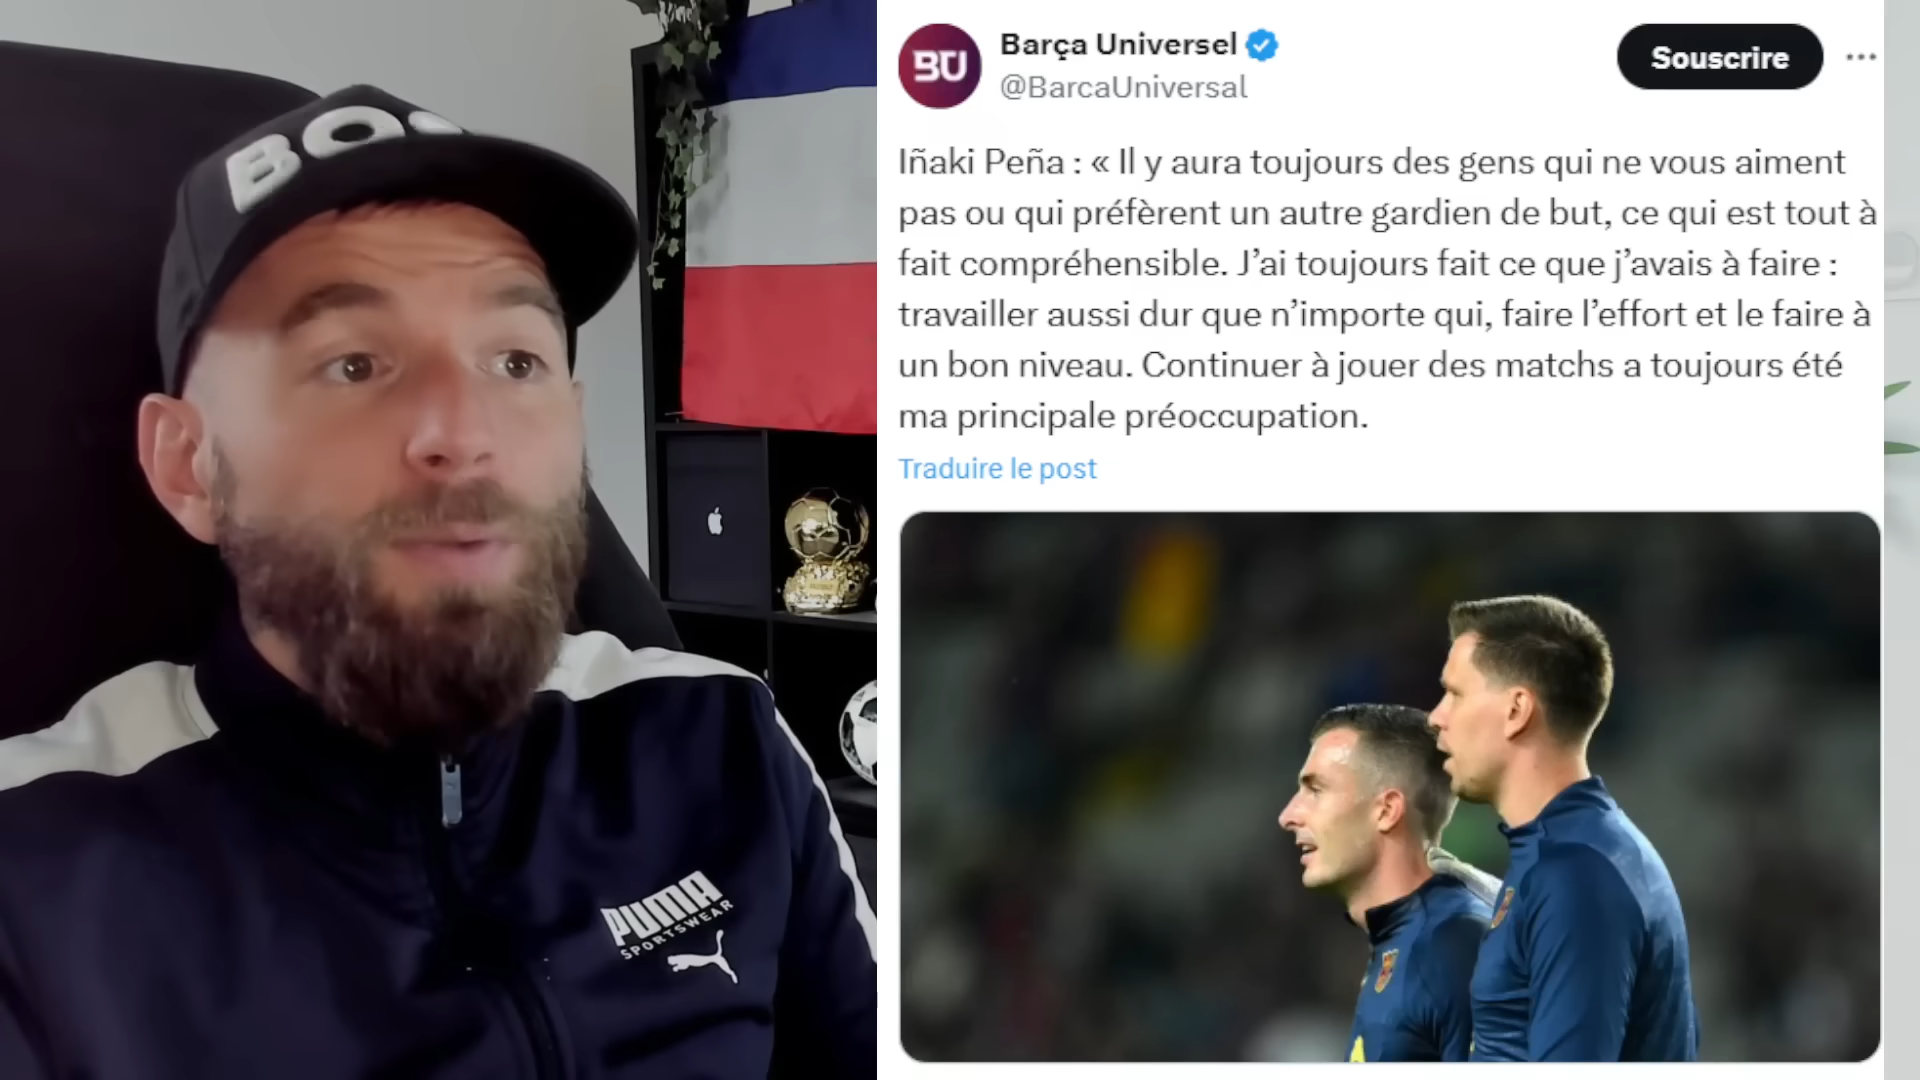 BO
PUMA
SPORTSWEAR
BU
Barça Universel
@BarcaUniversal
Souscrire
Iñaki Peña : « Il y aura toujours des gens qui ne vous aiment
pas ou qui préfèrent un autre gardien de but, ce qui est tout à
fait compréhensible. J’ai toujours fait ce que j’avais à faire :
travailler aussi dur que n’importe qui, faire l’effort et le faire à
un bon niveau. Continuer à jouer des matchs a toujours été
ma principale préoccupation.
Traduire le post